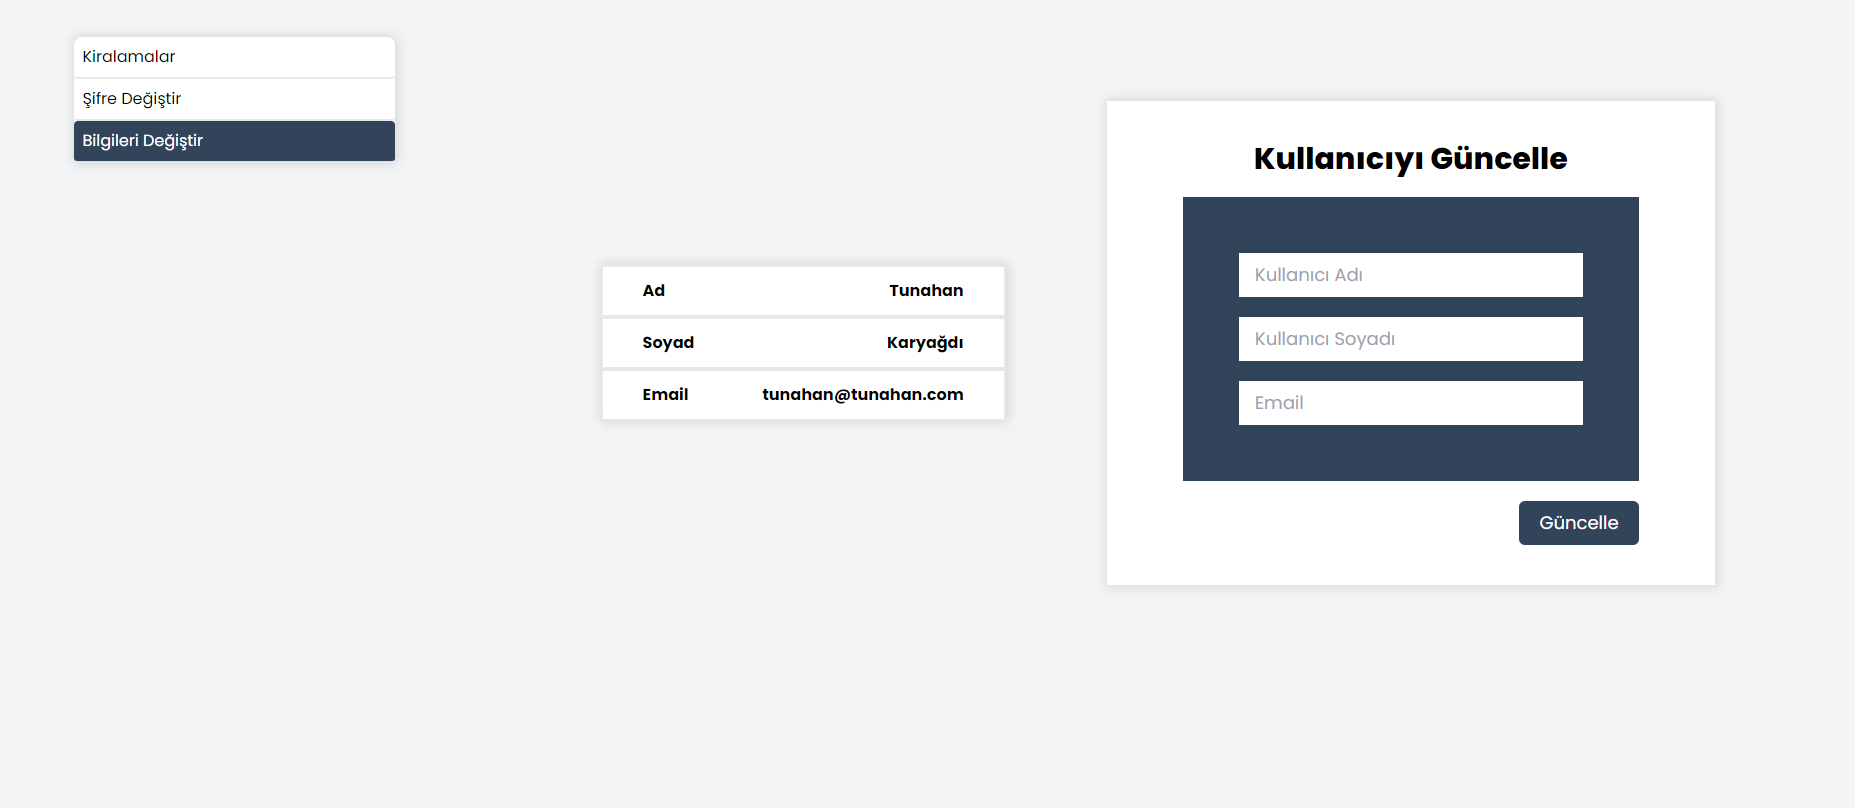 Kiralamalar
Şifre Değiştir
Bilgileri Değiştir
Ad Tunahan
Soyad Karyağdı
Email tunahan@tunahan.com
Kullanıcıyı Güncelle
Kullanıcı Adı
Kullanıcı Soyadı
Email
Güncelle